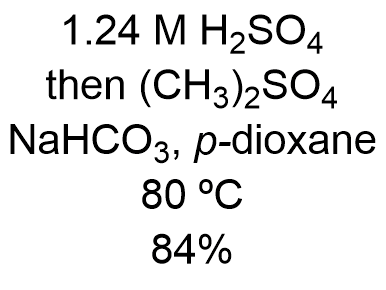 1.24 M H₂SO₄
then (CH₃)₂SO₄
NaHCO₃, p-dioxane
80 ºC
84%